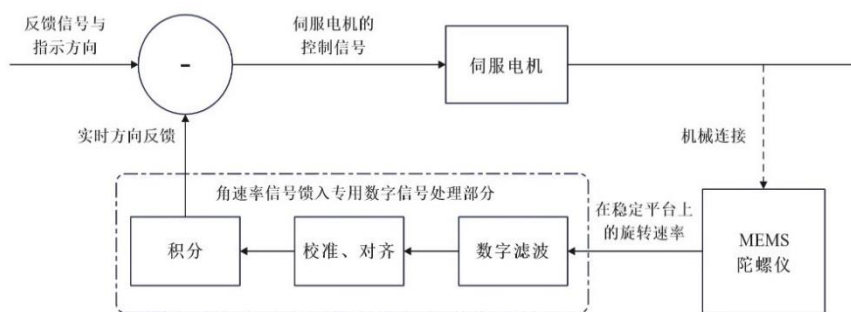 反馈信号与
指示方向
-
伺服电机的
控制信号
伺服电机
实时方向反馈
机械连接
角速率信号馈入专用数字信号处理部分
积分
校准、对齐
数字滤波
在稳定平台上
的旋转速率
MEMS
陀螺仪